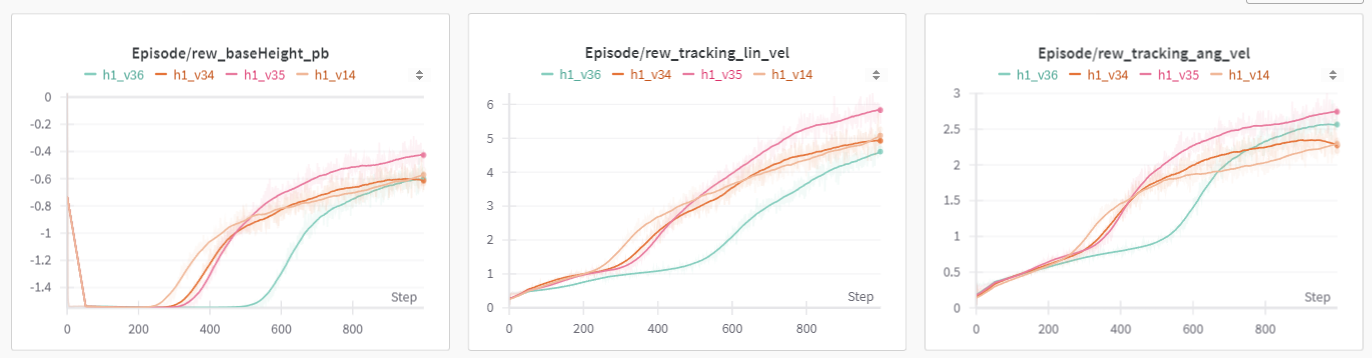 Episode/rew_baseHeight_pb
h1_v36 h1_v34 h1_v35 h1_v14
0
-0.2
-0.4
-0.6
-0.8
-1
-1.2
-1.4
Step
0 200 400 600 800
Episode/rew_tracking_lin_vel
h1_v36 h1_v34 h1_v35 h1_v14
6
5
4
3
2
1
0
Step
0 200 400 600 800
Episode/rew_tracking_ang_vel
h1_v36 h1_v34 h1_v35 h1_v14
3
2.5
2
1.5
1
0.5
0
Step
0 200 400 600 800